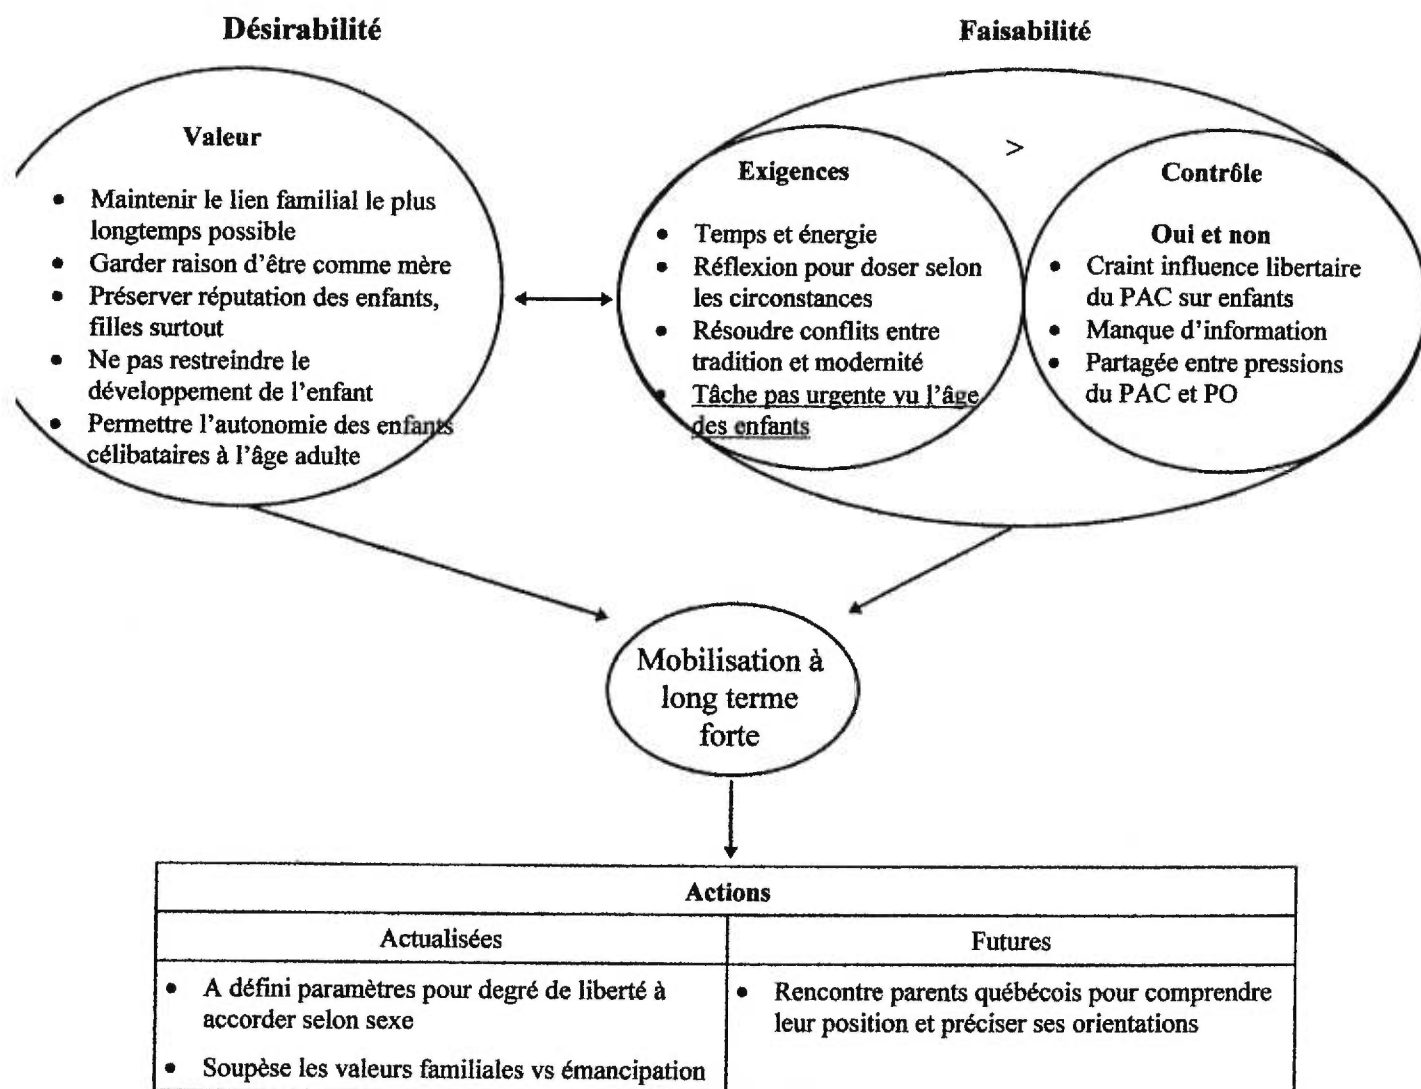 Désirabilité
Faisabilité
Valeur
• Maintenir le lien familial le plus
longtemps possible
• Garder raison d'être comme mère
• Préserver réputation des enfants,
filles surtout
• Ne pas restreindre le
développement de l'enfant
• Permettre l'autonomie des enfants
célibataires à l'âge adulte
>
Exigences
• Temps et énergie
• Réflexion pour doser selon
les circonstances
• Résoudre conflits entre
tradition et modernité
• Tâche pas urgente vu l'âge
des enfants
Contrôle
Oui et non
• Craint influence libertaire
du PAC sur enfants
• Manque d'information
• Partagée entre pressions
du PAC et PO
Mobilisation à
long terme
forte
Actions
Actualisées
Futures
• A défini paramètres pour degré de liberté à
accorder selon sexe
• Soupèse les valeurs familiales vs émancipation
• Rencontre parents québécois pour comprendre
leur position et préciser ses orientations